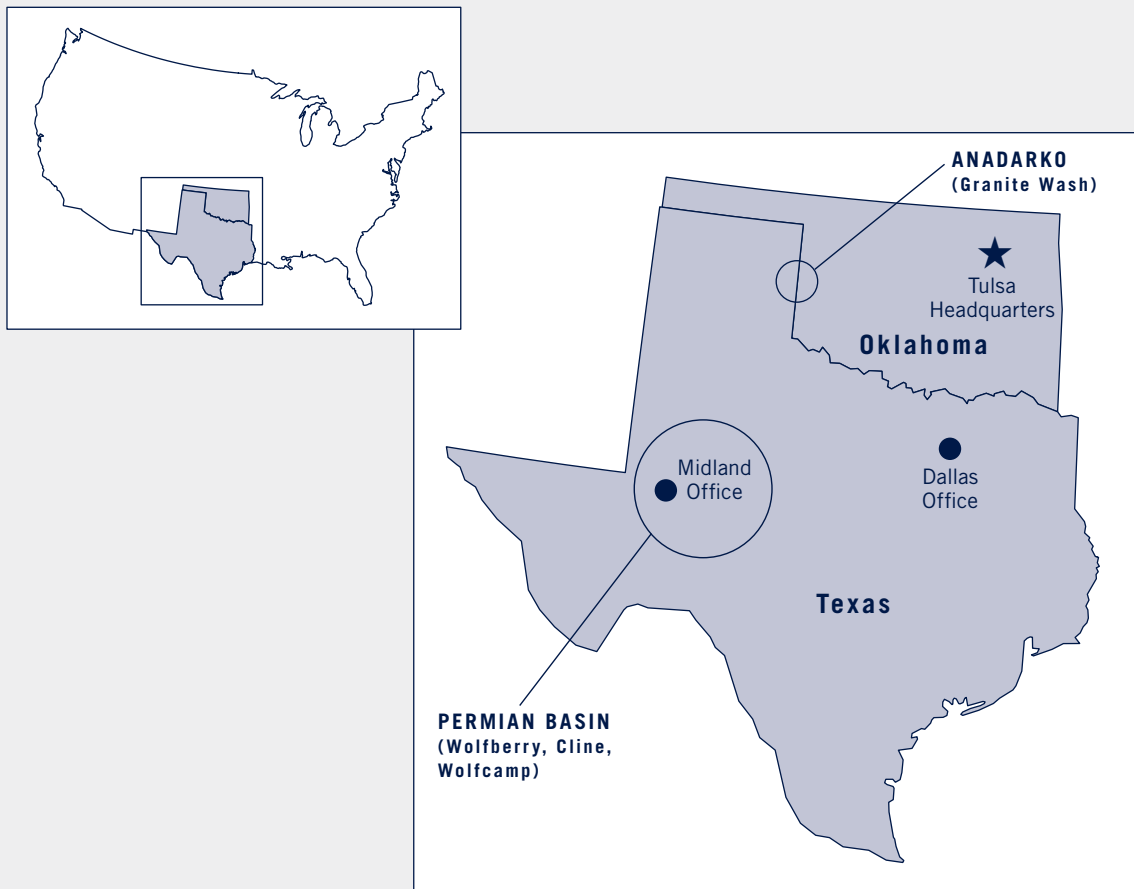 ANADARKO
(Granite Wash)
Tulsa
Headquarters
Oklahoma
Midland
Office
Dallas
Office
Texas
PERMIAN BASIN
(Wolfberry, Cline,
Wolfcamp)